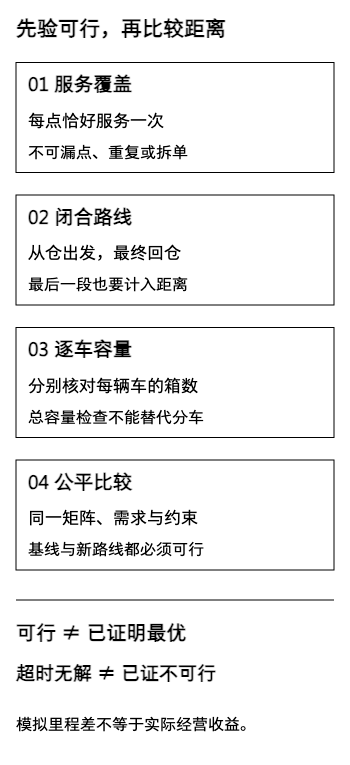 先验可行，再比较距离
01 服务覆盖
每点恰好服务一次
不可漏点、重复或拆单
02 闭合路线
从仓出发，最终回仓
最后一段也要计入距离
03 逐车容量
分别核对每辆车的箱数
总容量检查不能替代分车
04 公平比较
同一矩阵、需求与约束
基线与新路线都必须可行
可行 ≠ 已证明最优
超时无解 ≠ 已证不可行
模拟里程差不等于实际经营收益。